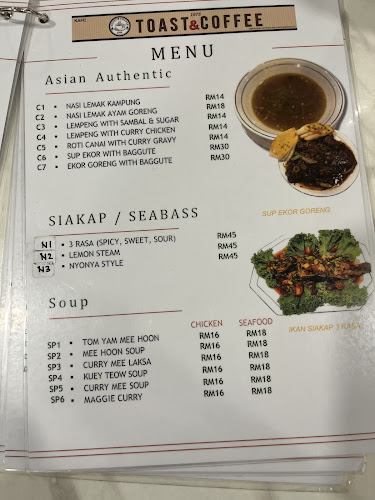 KAFE
TOAST&COFFEE
MENU
Asian Authentic
C1 • NASI LEMAK KAMPUNG RM14
C2 • NASI LEMAK AYAM GORENG RM18
C3 • LEMPENG WITH SAMBAL & SUGAR RM14
C4 • LEMPENG WITH CURRY CHICKEN RM14
C5 • ROTI CANAI WITH CURRY GRAVY RM14
C6 • SUP EKOR WITH BAGGUTE RM30
C7 • EKOR GORENG WITH BAGGUTE RM30
SUP EKOR GORENG
SIAKAP / SEABASS
N1 • 3 RASA (SPICY, SWEET, SOUR) RM45
N2 • LEMON STEAM RM45
N3 • NYONYA STYLE RM45
IKAN SIAKAP 3 RASA
Soup
CHICKEN SEAFOOD
SP1 • TOM YAM MEE HOON RM16 RM18
SP2 • MEE HOON SOUP RM16 RM18
SP3 • CURRY MEE LAKSA RM16 RM18
SP4 • KUEY TEOW SOUP RM16 RM18
SP5 • CURRY MEE SOUP RM16 RM18
SP6 • MAGGIE CURRY RM16 RM18